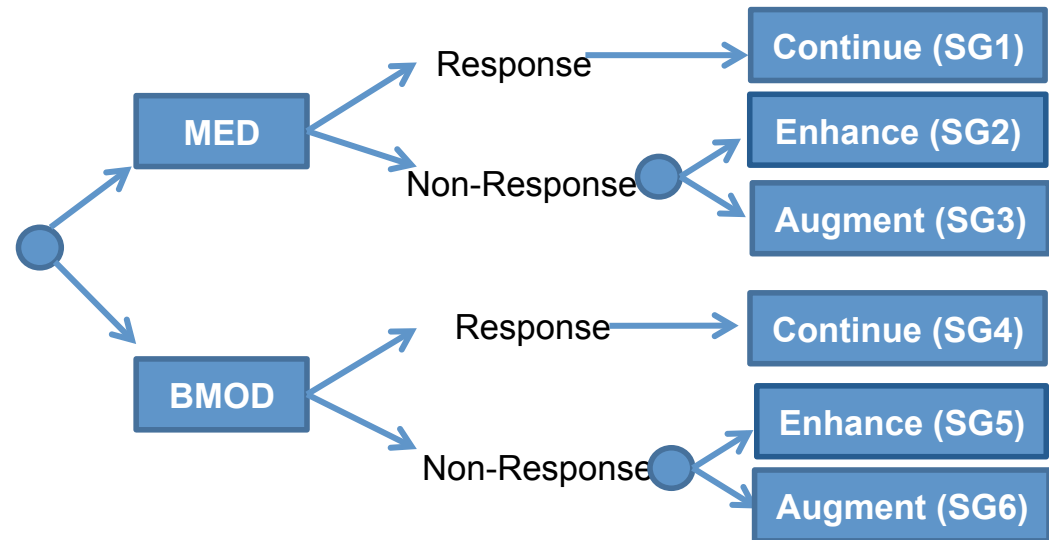 Continue (SG1)
Response
MED
Enhance (SG2)
Non-Response
Augment (SG3)
Response
Continue (SG4)
BMOD
Enhance (SG5)
Non-Response
Augment (SG6)